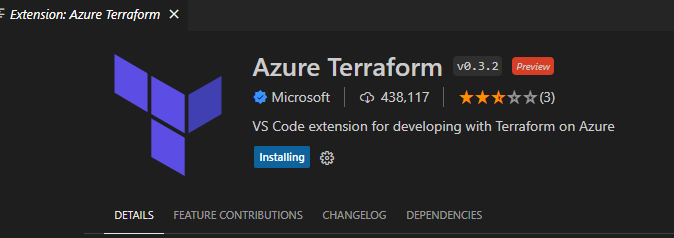 Extension: Azure Terraform
Azure Terraform v0.3.2 Preview
Microsoft 438,117 (3)
VS Code extension for developing with Terraform on Azure
Installing
DETAILS FEATURE CONTRIBUTIONS CHANGELOG DEPENDENCIES